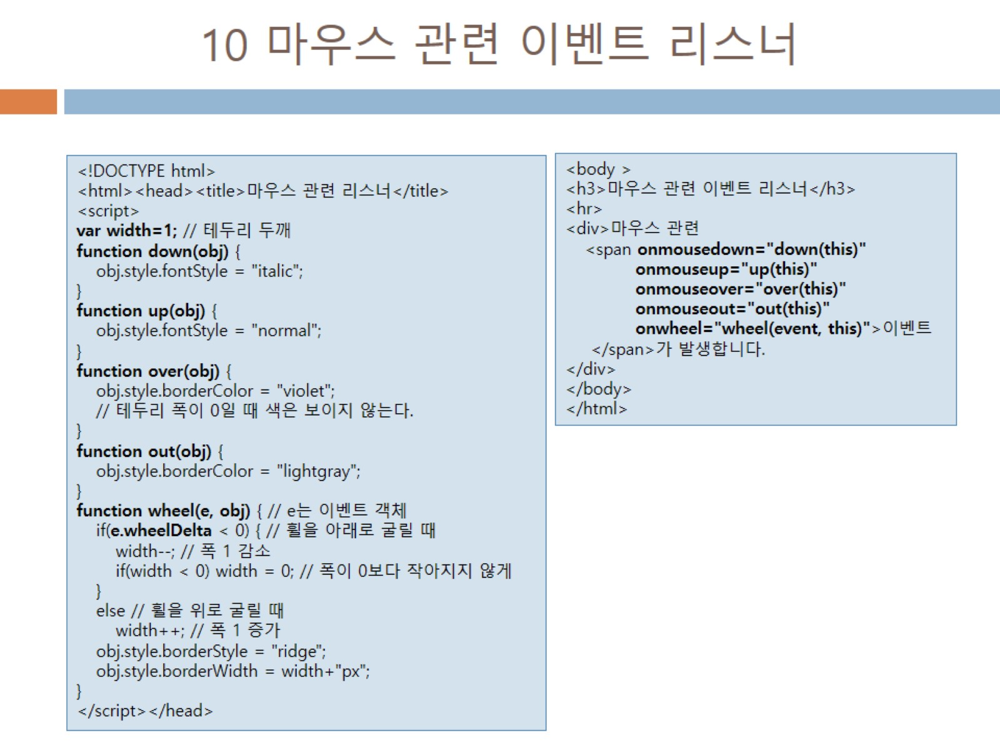 10 마우스 관련 이벤트 리스너
<!DOCTYPE html>
<html><head><title>마우스 관련 리스너</title>
<script>
var width=1; // 테두리 두깨
function down(obj) {
obj.style.fontStyle = "italic";
}
function up(obj) {
obj.style.fontStyle = "normal";
}
function over(obj) {
obj.style.borderColor = "violet";
// 테두리 폭이 0일 때 색은 보이지 않는다.
}
function out(obj) {
obj.style.borderColor = "lightgray";
}
function wheel(e, obj) { // e는 이벤트 객체
if(e.wheelDelta < 0) { // 휠을 아래로 굴릴 때
width--; // 폭 1 감소
if(width < 0) width = 0; // 폭이 0보다 작아지지 않게
}
else // 휠을 위로 굴릴 때
width++; // 폭 1 증가
obj.style.borderStyle = "ridge";
obj.style.borderWidth = width+"px";
}
</script></head>
<body >
<h3>마우스 관련 이벤트 리스너</h3>
<hr>
<div>마우스 관련
<span onmousedown="down(this)"
onmouseup="up(this)"
onmouseover="over(this)"
onmouseout="out(this)"
onwheel="wheel(event, this)">이벤트
</span>가 발생합니다.
</div>
</body>
</html>